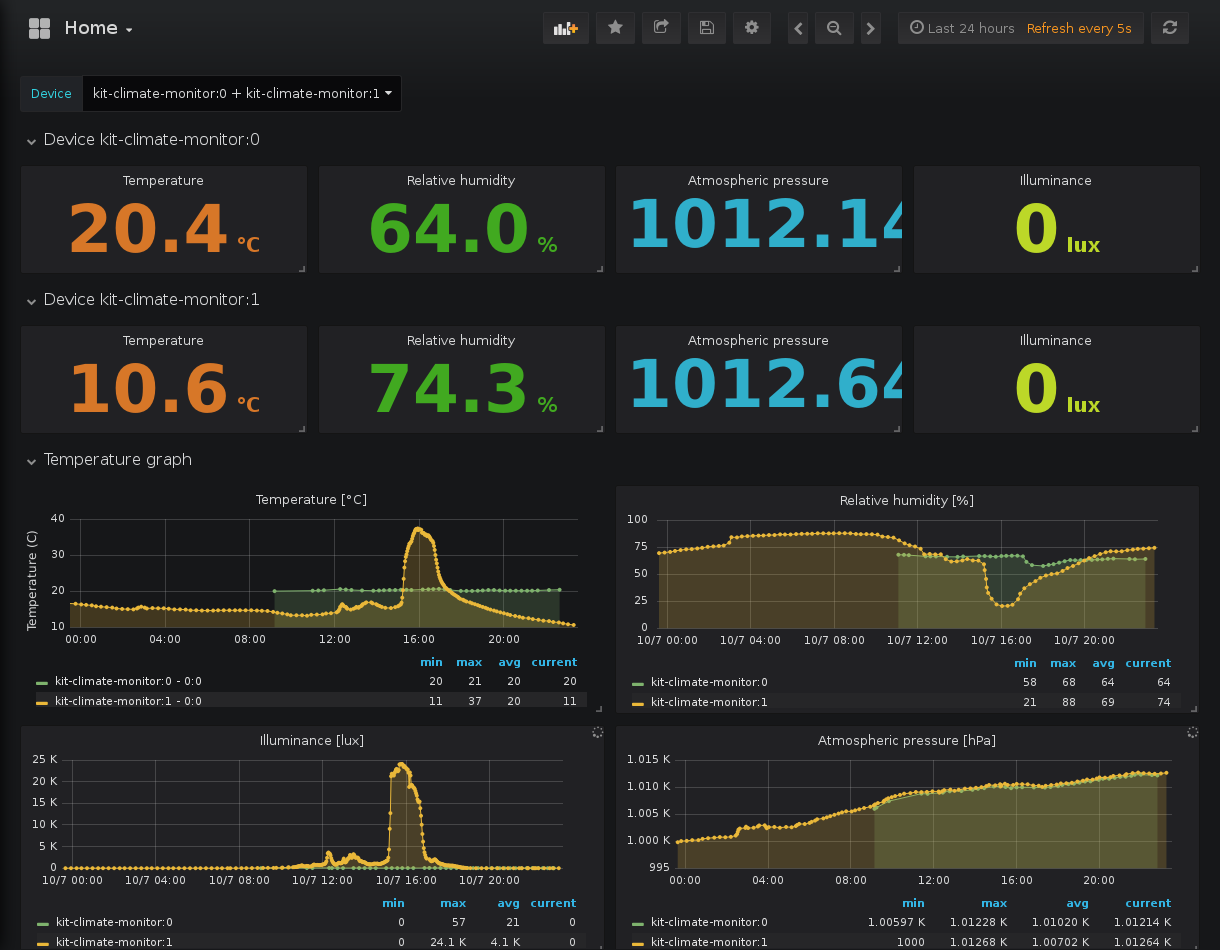 Home
Last 24 hours Refresh every 5s
Device kit-climate-monitor:0 + kit-climate-monitor:1
Device kit-climate-monitor:0
Temperature Relative humidity Atmospheric pressure Illuminance
20.4 °C 64.0 % 1012.14 0 lux
Device kit-climate-monitor:1
Temperature Relative humidity Atmospheric pressure Illuminance
10.6 °C 74.3 % 1012.64 0 lux
Temperature graph
Temperature [°C]
Temperature (C)
40
30
20
10
00:00 04:00 08:00 12:00 16:00 20:00
min max avg current
kit-climate-monitor:0 - 0:0 20 21 20 20
kit-climate-monitor:1 - 0:0 11 37 20 11
Relative humidity [%]
100
75
50
25
0
10/7 00:00 10/7 04:00 10/7 08:00 10/7 12:00 10/7 16:00 10/7 20:00
min max avg current
kit-climate-monitor:0 58 68 64 64
kit-climate-monitor:1 21 88 69 74
Illuminance [lux]
25 K
20 K
15 K
10 K
5 K
0
10/7 00:00 10/7 04:00 10/7 08:00 10/7 12:00 10/7 16:00 10/7 20:00
min max avg current
kit-climate-monitor:0 0 57 21 0
kit-climate-monitor:1 0 24.1 K 4.1 K 0
Atmospheric pressure [hPa]
1.015 K
1.010 K
1.005 K
1.000 K
995
00:00 04:00 08:00 12:00 16:00 20:00
min max avg current
kit-climate-monitor:0 1.00597 K 1.01228 K 1.01020 K 1.01214 K
kit-climate-monitor:1 1000 1.01268 K 1.00702 K 1.01264 K